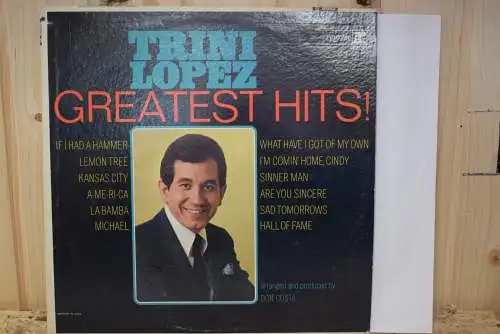 TRINI
LOPEZ
GREATEST HITS!
IF I HAD A HAMMER
LEMON TREE
KANSAS CITY
A-ME-RI-CA
LA BAMBA
MICHAEL
WHAT HAVE I GOT OF MY OWN
I'M COMIN' HOME, CINDY
SINNER MAN
ARE YOU SINCERE
SAD TOMORROWS
HALL OF FAME
arranged and produced by
DON COSTA